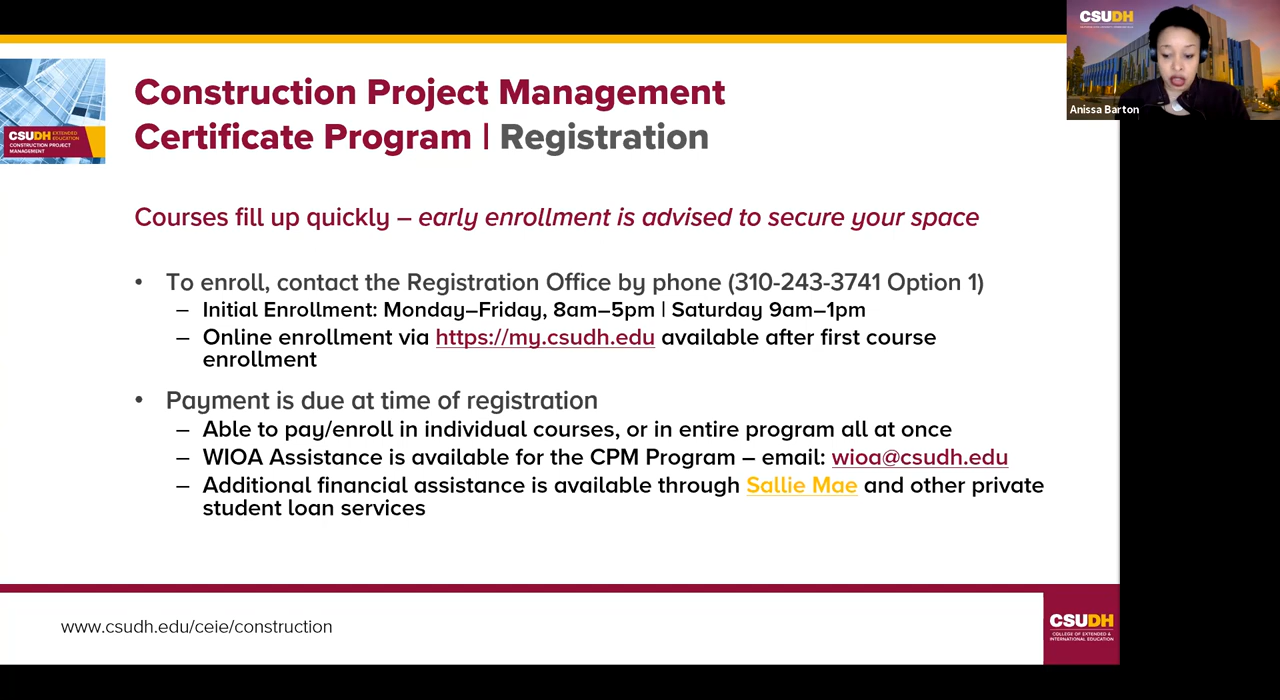 CSUDH
Anissa Barton
CSUDH EXTENDED EDUCATION
CONSTRUCTION PROJECT
MANAGEMENT
Construction Project Management
Certificate Program | Registration
Courses fill up quickly – early enrollment is advised to secure your space
• To enroll, contact the Registration Office by phone (310-243-3741 Option 1)
– Initial Enrollment: Monday–Friday, 8am–5pm | Saturday 9am–1pm
– Online enrollment via https://my.csudh.edu available after first course
enrollment
• Payment is due at time of registration
– Able to pay/enroll in individual courses, or in entire program all at once
– WIOA Assistance is available for the CPM Program – email: wioa@csudh.edu
– Additional financial assistance is available through Sallie Mae and other private
student loan services
www.csudh.edu/ceie/construction
CSUDH
COLLEGE OF EXTENDED &
INTERNATIONAL EDUCATION